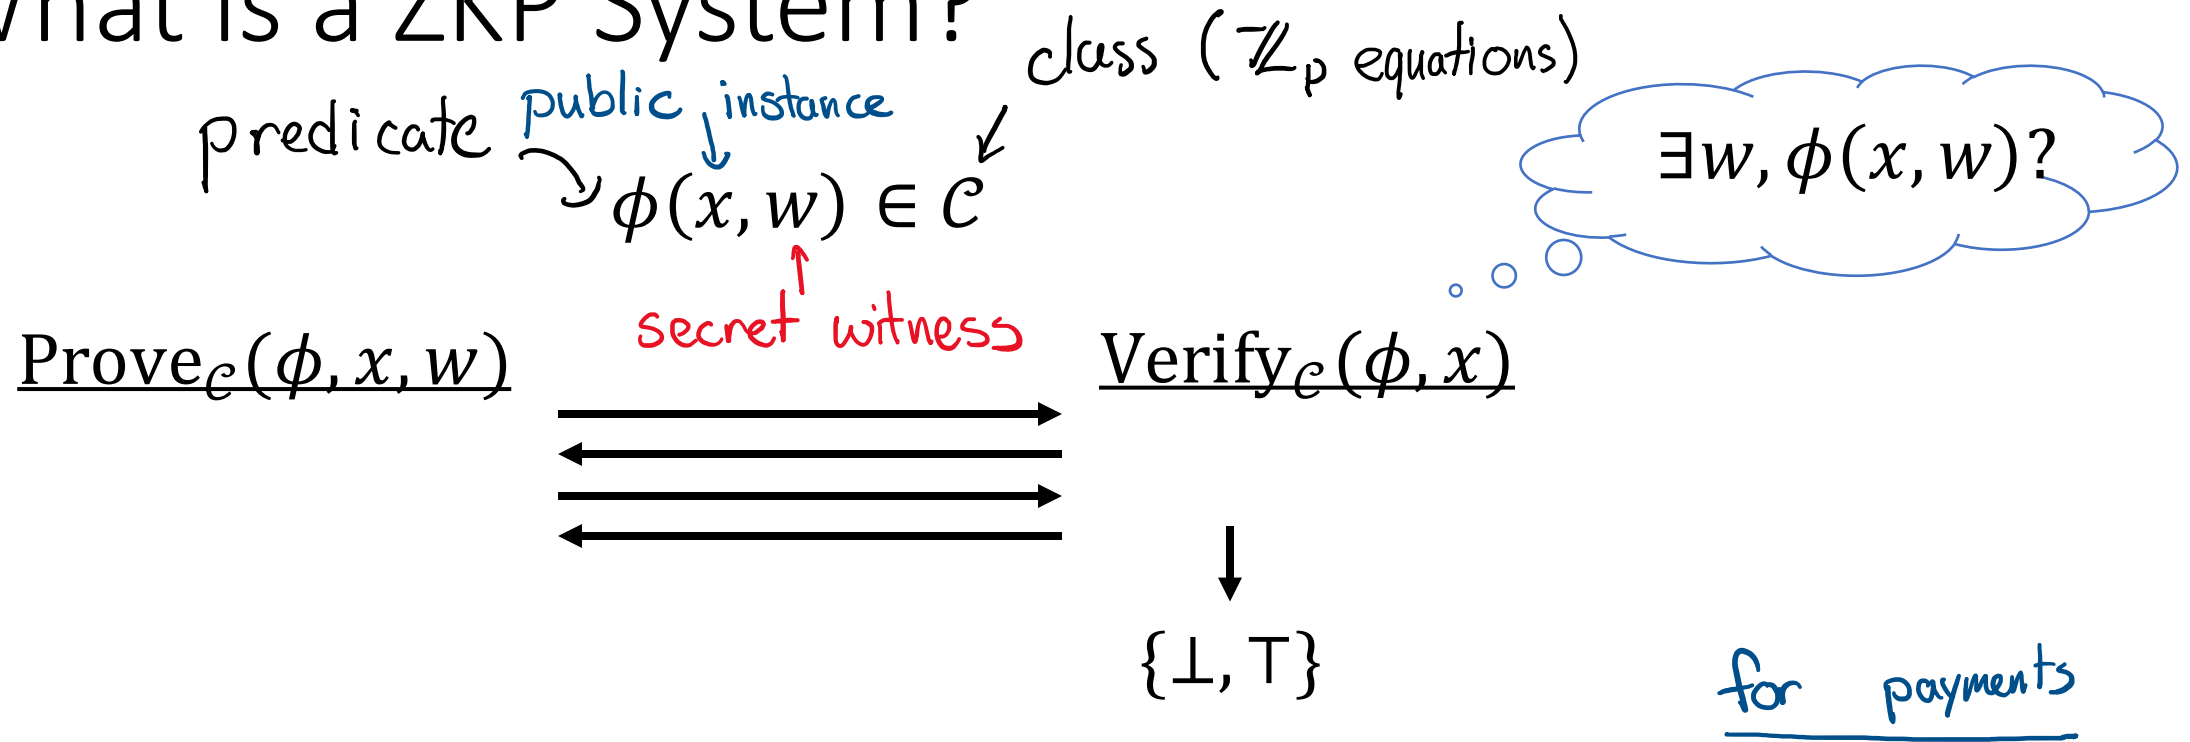 What is a ZKP System?
class (ℤp equations)
public instance
predicate
ϕ(x, w) ∈ 𝒞
∃w, ϕ(x, w)?
secret witness
Prove𝒞(ϕ, x, w)
Verify𝒞(ϕ, x)
{⊥, ⊤}
for payments